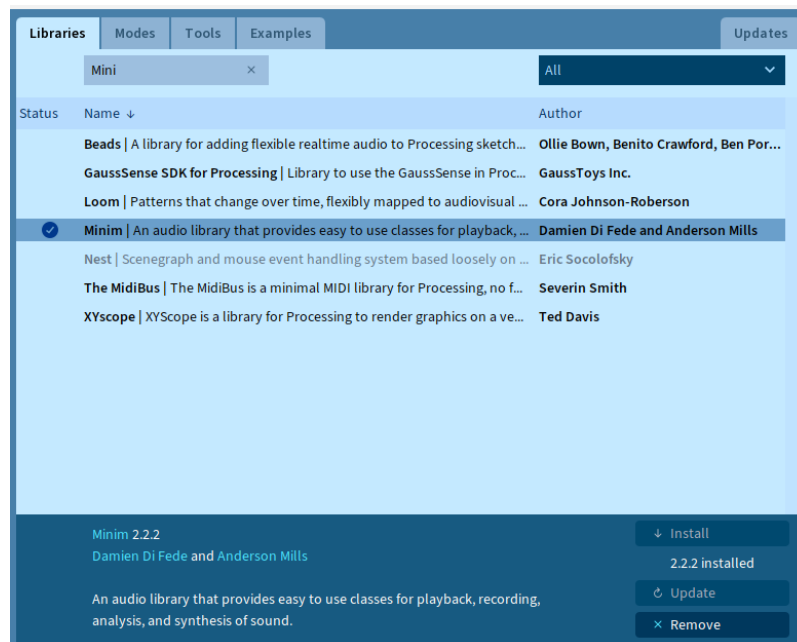 Libraries Modes Tools Examples Updates
Mini × All
Status Name ↓ Author
Beads | A library for adding flexible realtime audio to Processing sketch... Ollie Bown, Benito Crawford, Ben Por...
GaussSense SDK for Processing | Library to use the GaussSense in Proc... GaussToys Inc.
Loom | Patterns that change over time, flexibly mapped to audiovisual ... Cora Johnson-Roberson
Minim | An audio library that provides easy to use classes for playback, ... Damien Di Fede and Anderson Mills
Nest | Scenegraph and mouse event handling system based loosely on ... Eric Socolofsky
The MidiBus | The MidiBus is a minimal MIDI library for Processing, no f... Severin Smith
XYscope | XYScope is a library for Processing to render graphics on a ve... Ted Davis
Minim 2.2.2
Damien Di Fede and Anderson Mills
An audio library that provides easy to use classes for playback, recording,
analysis, and synthesis of sound.
↓ Install
2.2.2 installed
Update
× Remove